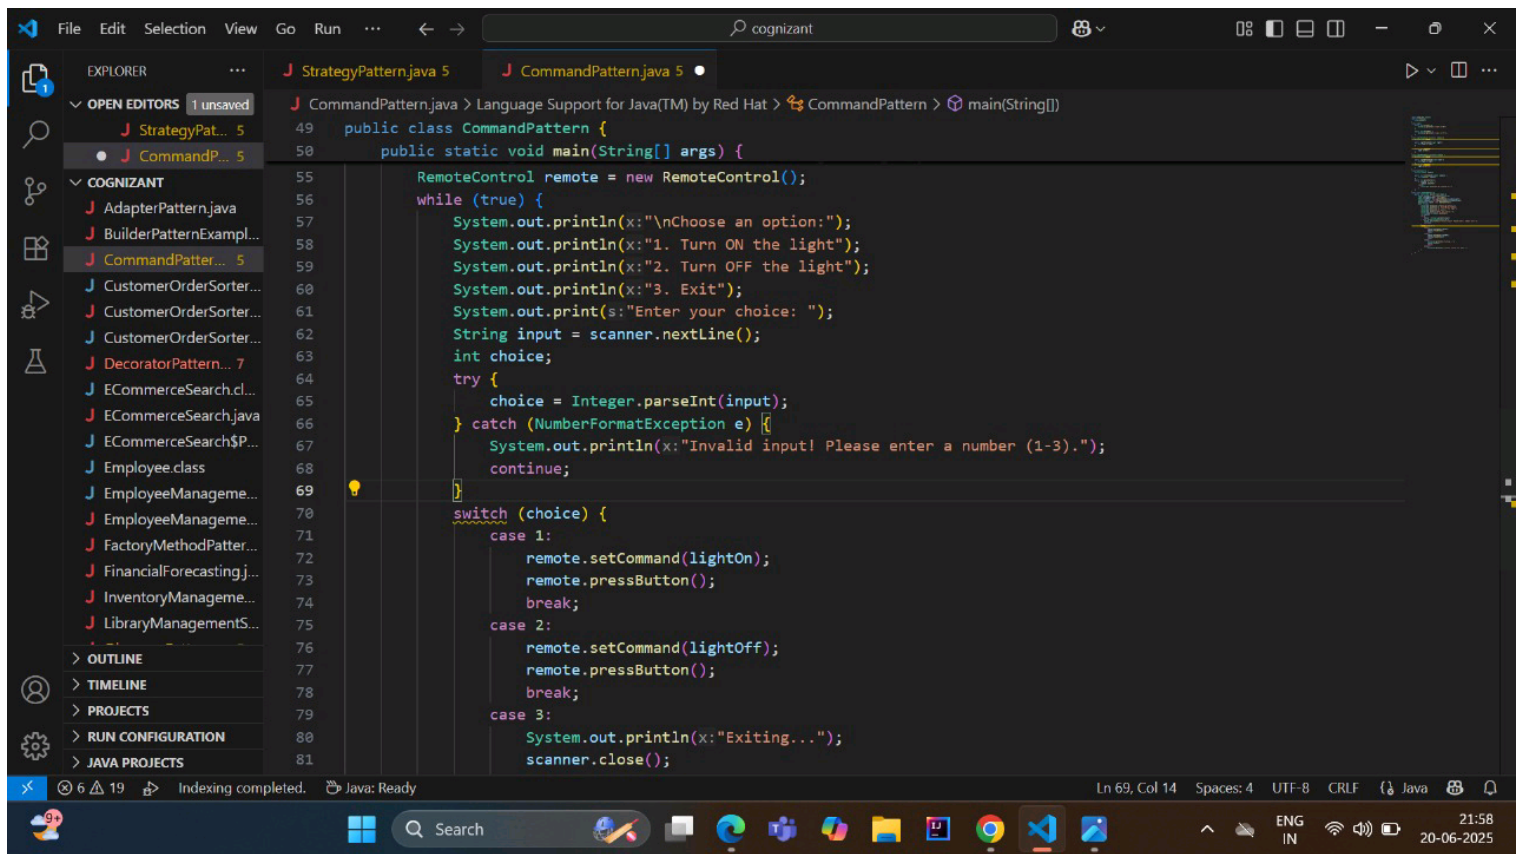 File Edit Selection View Go Run ··· cognizant
EXPLORER ···
OPEN EDITORS 1 unsaved
J StrategyPat... 5
● J CommandP... 5
COGNIZANT
J AdapterPattern.java
J BuilderPatternExampl...
J CommandPatter... 5
J CustomerOrderSorter...
J CustomerOrderSorter...
J CustomerOrderSorter...
J DecoratorPattern... 7
J ECommerceSearch.cl...
J ECommerceSearch.java
J ECommerceSearch$P...
J Employee.class
J EmployeeManageme...
J EmployeeManageme...
J FactoryMethodPatter...
J FinancialForecasting.j...
J InventoryManageme...
J LibraryManagementS...
OUTLINE
TIMELINE
PROJECTS
RUN CONFIGURATION
JAVA PROJECTS
1
J StrategyPattern.java 5 J CommandPattern.java 5 ●
J CommandPattern.java > Language Support for Java(TM) by Red Hat > CommandPattern > main(String[])
49 public class CommandPattern {
50 public static void main(String[] args) {
55 RemoteControl remote = new RemoteControl();
56 while (true) {
57 System.out.println(x:"\nChoose an option:");
58 System.out.println(x:"1. Turn ON the light");
59 System.out.println(x:"2. Turn OFF the light");
60 System.out.println(x:"3. Exit");
61 System.out.print(s:"Enter your choice: ");
62 String input = scanner.nextLine();
63 int choice;
64 try {
65 choice = Integer.parseInt(input);
66 } catch (NumberFormatException e) {
67 System.out.println(x:"Invalid input! Please enter a number (1-3).");
68 continue;
69 }
70 switch (choice) {
71 case 1:
72 remote.setCommand(lightOn);
73 remote.pressButton();
74 break;
75 case 2:
76 remote.setCommand(lightOff);
77 remote.pressButton();
78 break;
79 case 3:
80 System.out.println(x:"Exiting...");
81 scanner.close();
6 19 Indexing completed. Java: Ready Ln 69, Col 14 Spaces: 4 UTF-8 CRLF Java
9+ Search ENG IN 21:58 20-06-2025